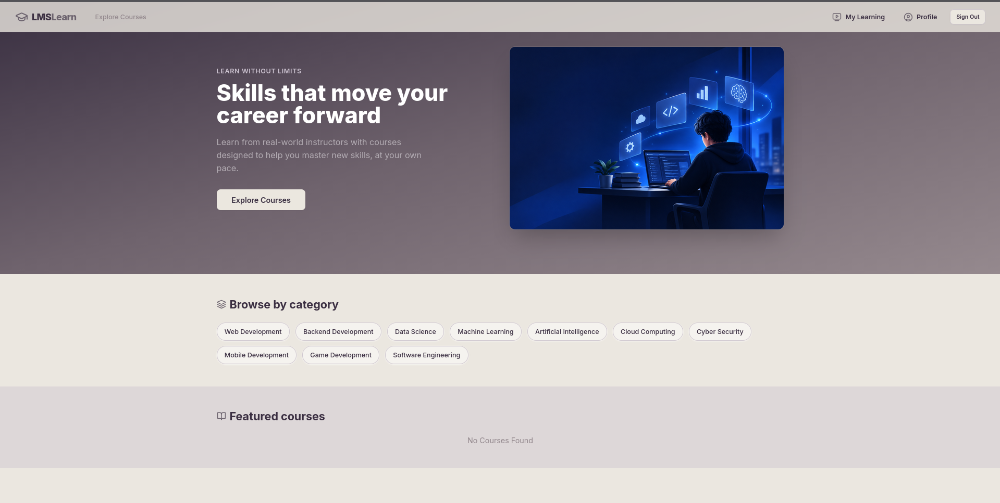 LMSLearn
Explore Courses
My Learning
Profile
Sign Out
LEARN WITHOUT LIMITS
Skills that move your
career forward
Learn from real-world instructors with courses
designed to help you master new skills, at your own
pace.
Explore Courses
</>
Browse by category
Web Development
Backend Development
Data Science
Machine Learning
Artificial Intelligence
Cloud Computing
Cyber Security
Mobile Development
Game Development
Software Engineering
Featured courses
No Courses Found